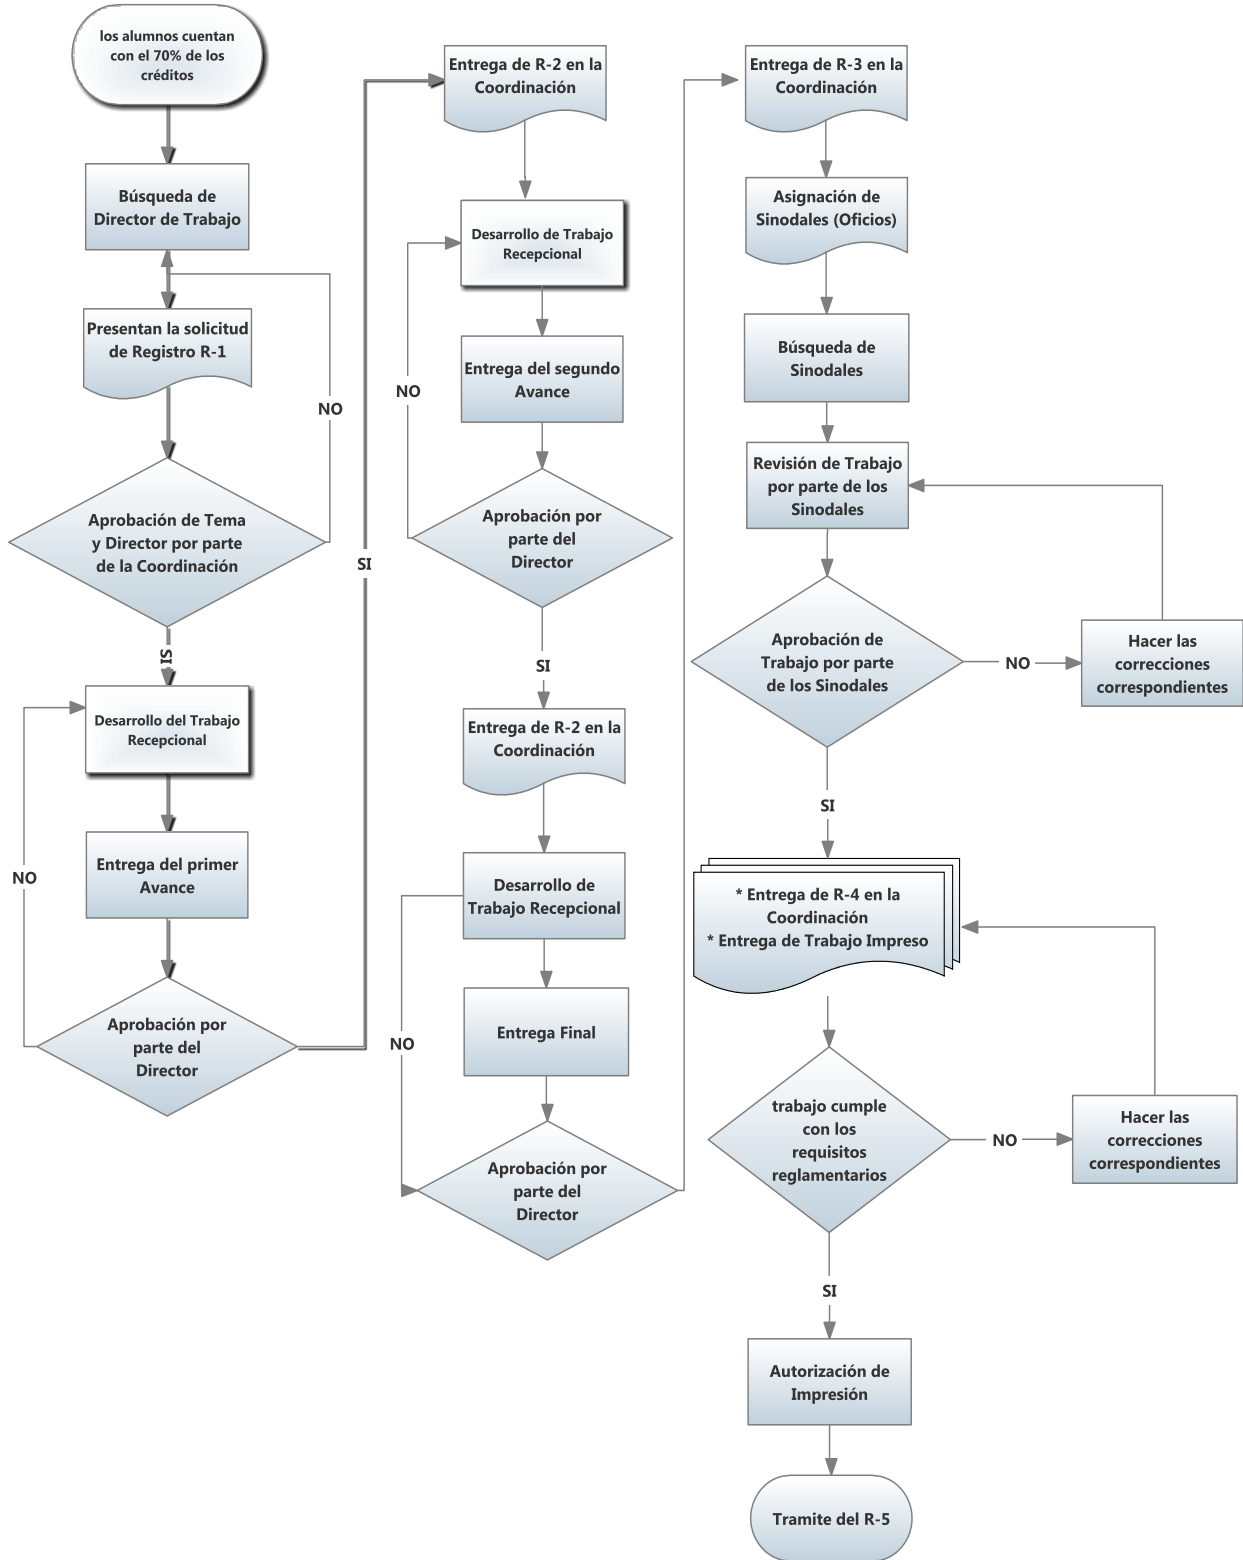 los alumnos cuentan
con el 70% de los
créditos
Búsqueda de
Director de Trabajo
Presentan la solicitud
de Registro R-1
NO
Aprobación de Tema
y Director por parte
de la Coordinación
SI
Desarrollo del Trabajo
Recepcional
Entrega del primer
Avance
NO
Aprobación por
parte del
Director
SI
Entrega de R-2 en la
Coordinación
Desarrollo de Trabajo
Recepcional
Entrega del segundo
Avance
NO
Aprobación por
parte del
Director
SI
Entrega de R-2 en la
Coordinación
Desarrollo de
Trabajo Recepcional
Entrega Final
NO
Aprobación por
parte del
Director
Entrega de R-3 en la
Coordinación
Asignación de
Sinodales (Oficios)
Búsqueda de
Sinodales
Revisión de Trabajo
por parte de los
Sinodales
Aprobación de
Trabajo por parte
de los Sinodales
NO
Hacer las
correcciones
correspondientes
SI
* Entrega de R-4 en la
Coordinación
* Entrega de Trabajo Impreso
trabajo cumple
con los
requisitos
reglamentarios
NO
Hacer las
correcciones
correspondientes
SI
Autorización de
Impresión
Tramite del R-5